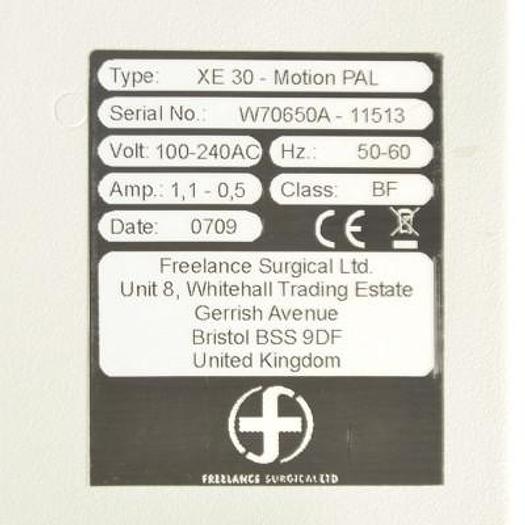 Type: XE 30 - Motion PAL
Serial No.: W70650A - 11513
Volt: 100-240AC Hz.: 50-60
Amp.: 1,1 - 0,5 Class: BF
Date: 0709 CE
Freelance Surgical Ltd.
Unit 8, Whitehall Trading Estate
Gerrish Avenue
Bristol BSS 9DF
United Kingdom
f
FREELANCE SURGICAL LTD